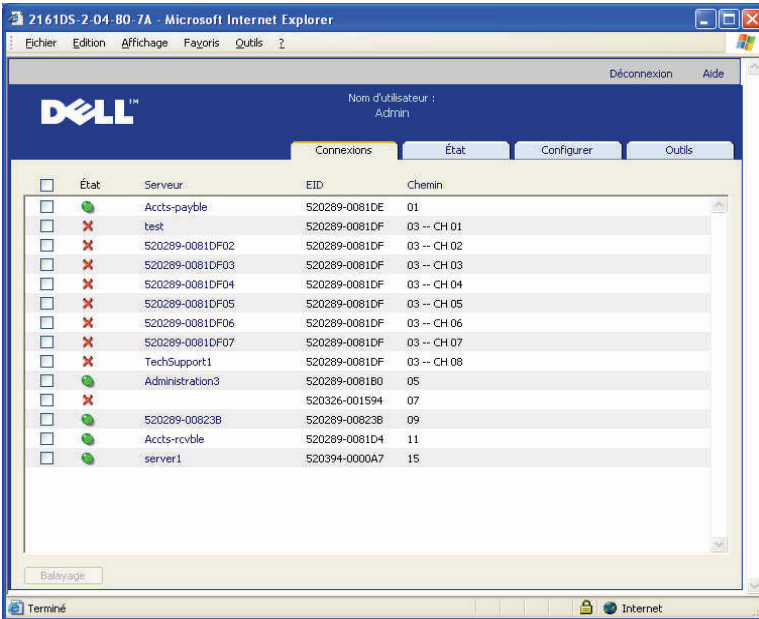 2161DS-2-04-80-7A - Microsoft Internet Explorer
Eichier Edition Affichage Favoris Outils ?
Déconnexion Aide
DELL™
Nom d'utilisateur :
Admin
Connexions État Configurer Outils
État Serveur EID Chemin
Accts-payble 520289-0081DE 01
test 520289-0081DF 03 -- CH 01
520289-0081DF02 520289-0081DF 03 -- CH 02
520289-0081DF03 520289-0081DF 03 -- CH 03
520289-0081DF04 520289-0081DF 03 -- CH 04
520289-0081DF05 520289-0081DF 03 -- CH 05
520289-0081DF06 520289-0081DF 03 -- CH 06
520289-0081DF07 520289-0081DF 03 -- CH 07
TechSupport1 520289-0081DF 03 -- CH 08
Administration3 520289-0081B0 05
520326-001594 07
520289-00823B 520289-00823B 09
Accts-rcvble 520289-0081D4 11
server1 520394-0000A7 15
Balayage
Terminé Internet